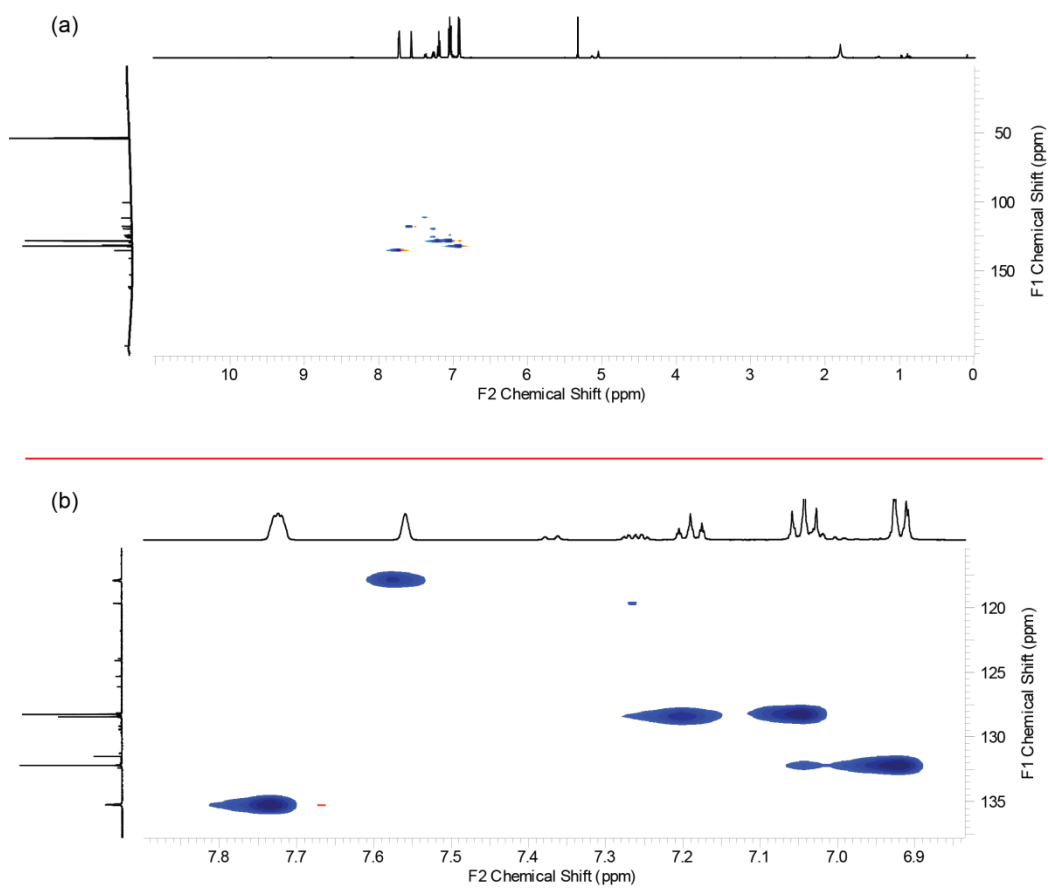 (a)
50
100
150
F1 Chemical Shift (ppm)
10 9 8 7 6 5 4 3 2 1 0
F2 Chemical Shift (ppm)
(b)
120
125
130
135
F1 Chemical Shift (ppm)
7.8 7.7 7.6 7.5 7.4 7.3 7.2 7.1 7.0 6.9
F2 Chemical Shift (ppm)